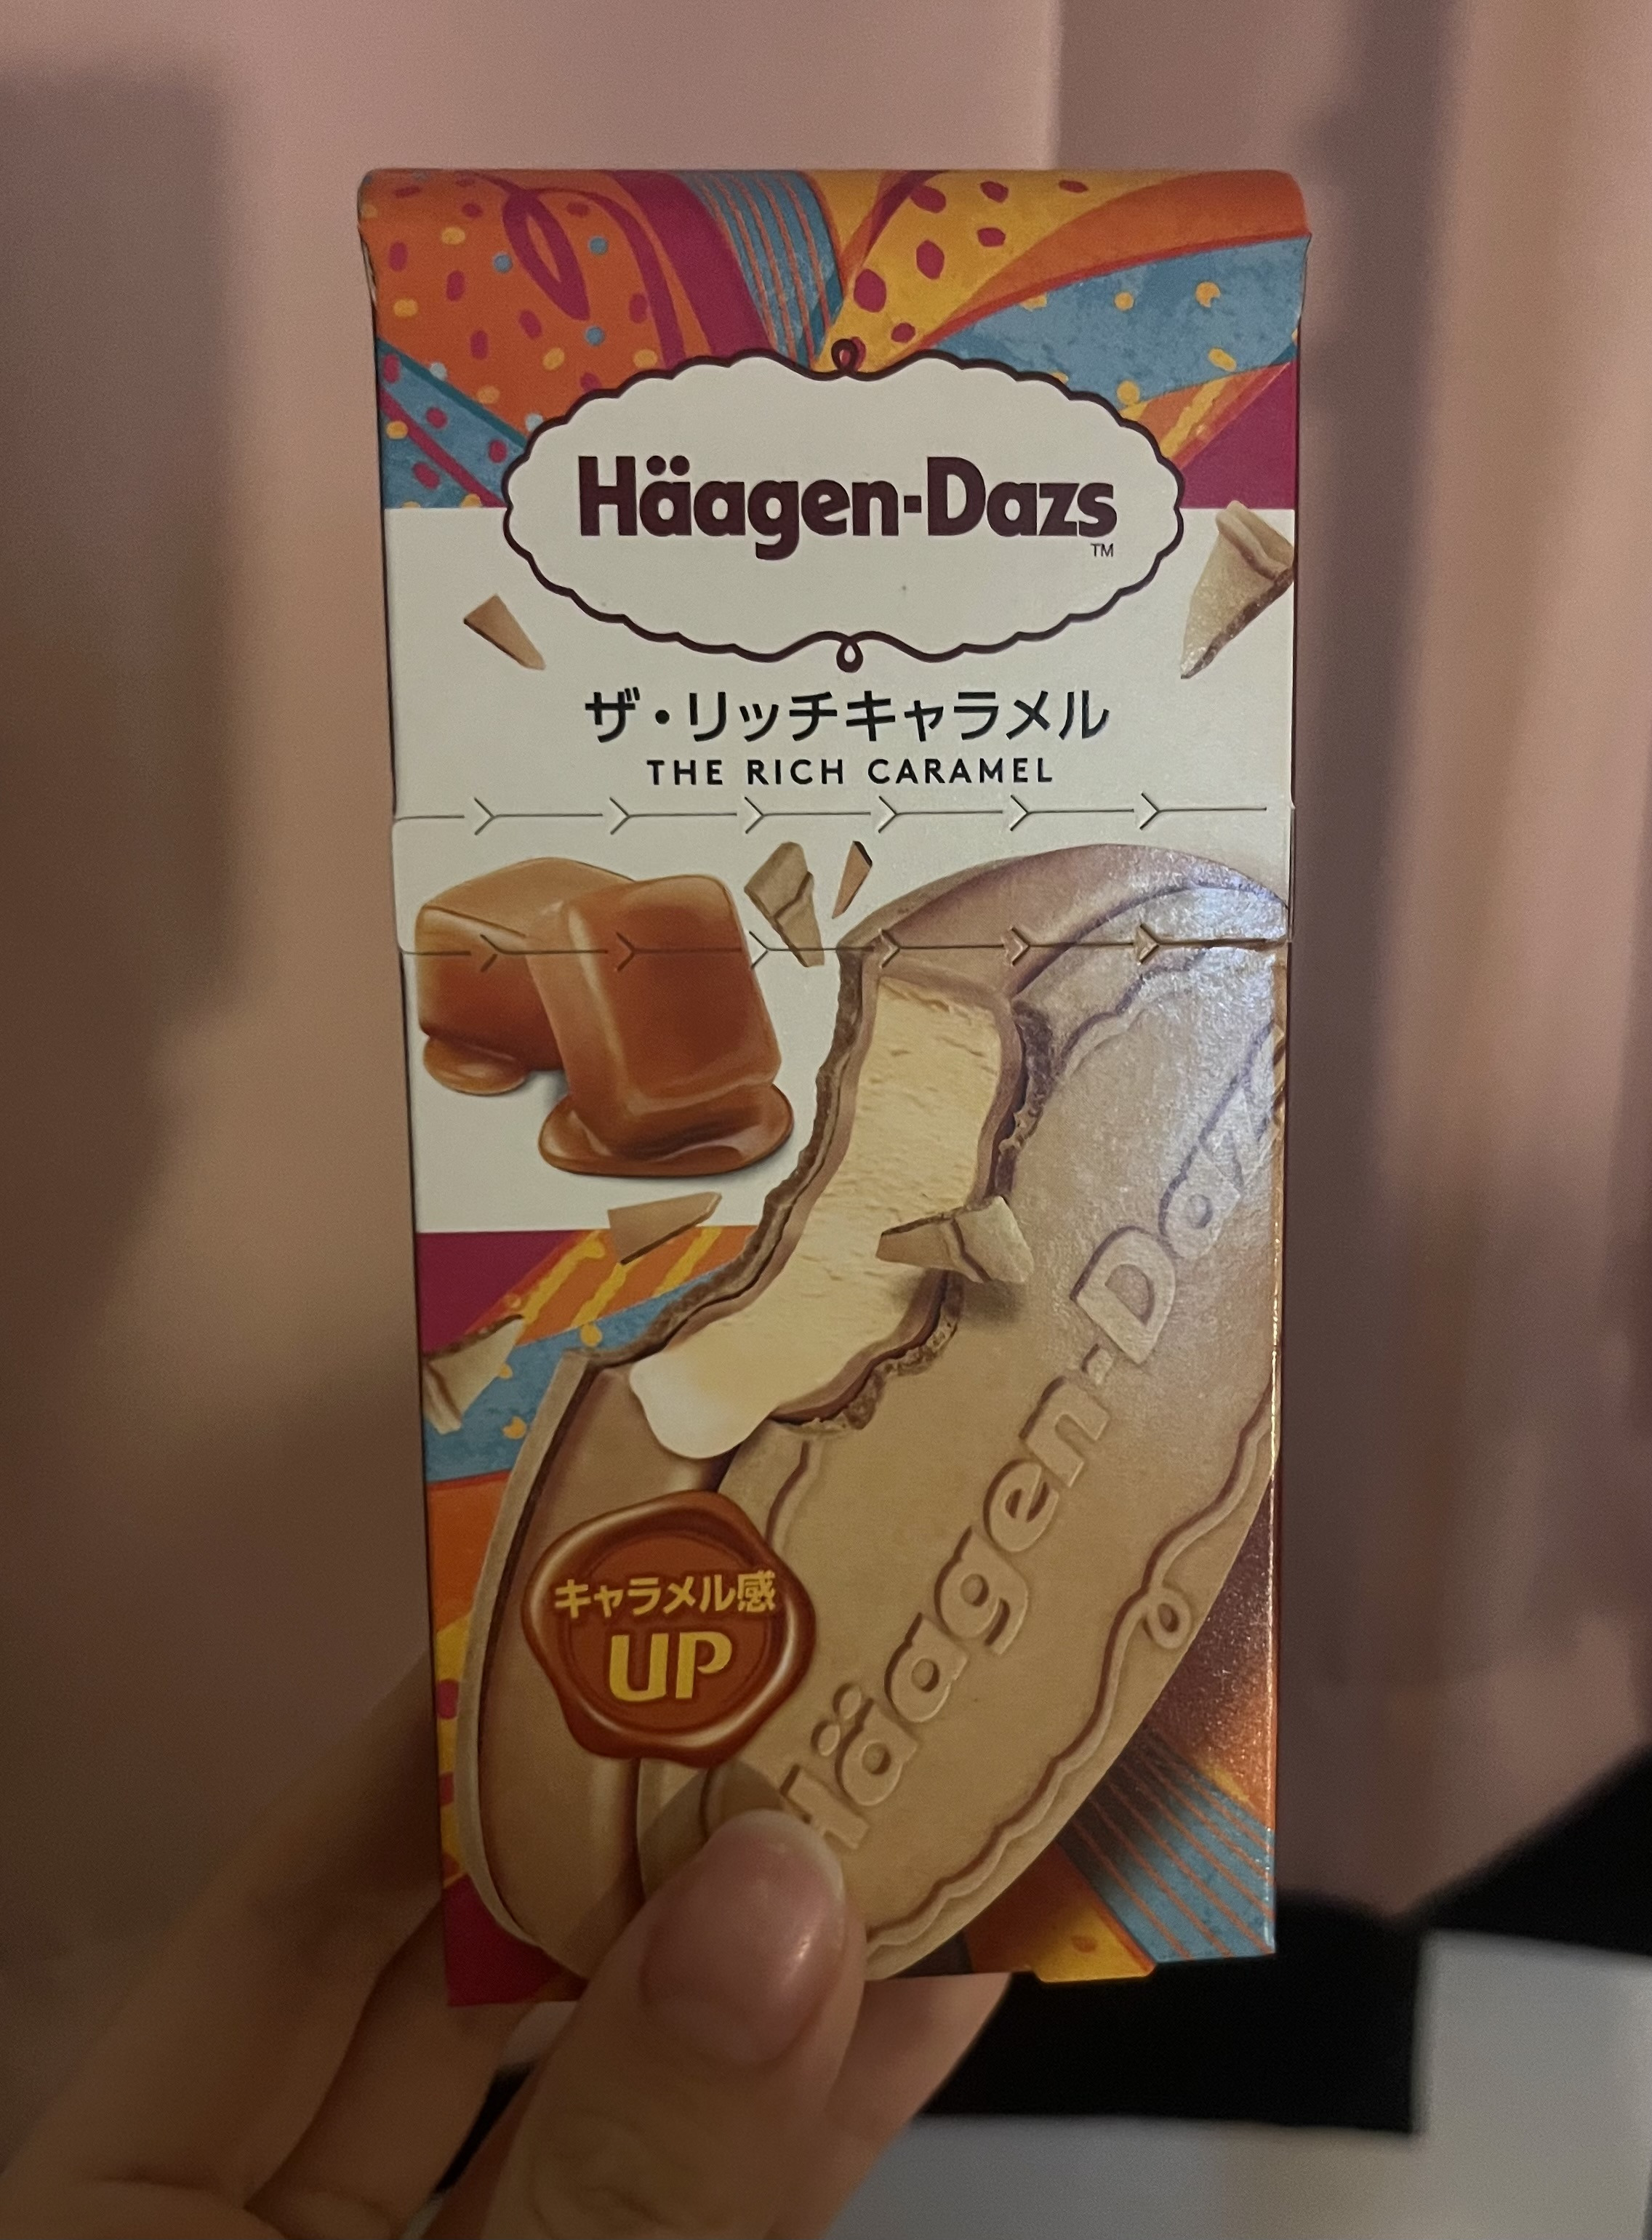 Häagen-Dazs
TM
ザ・リッチキャラメル
THE RICH CARAMEL
キャラメル感
UP
Häagen-Daz